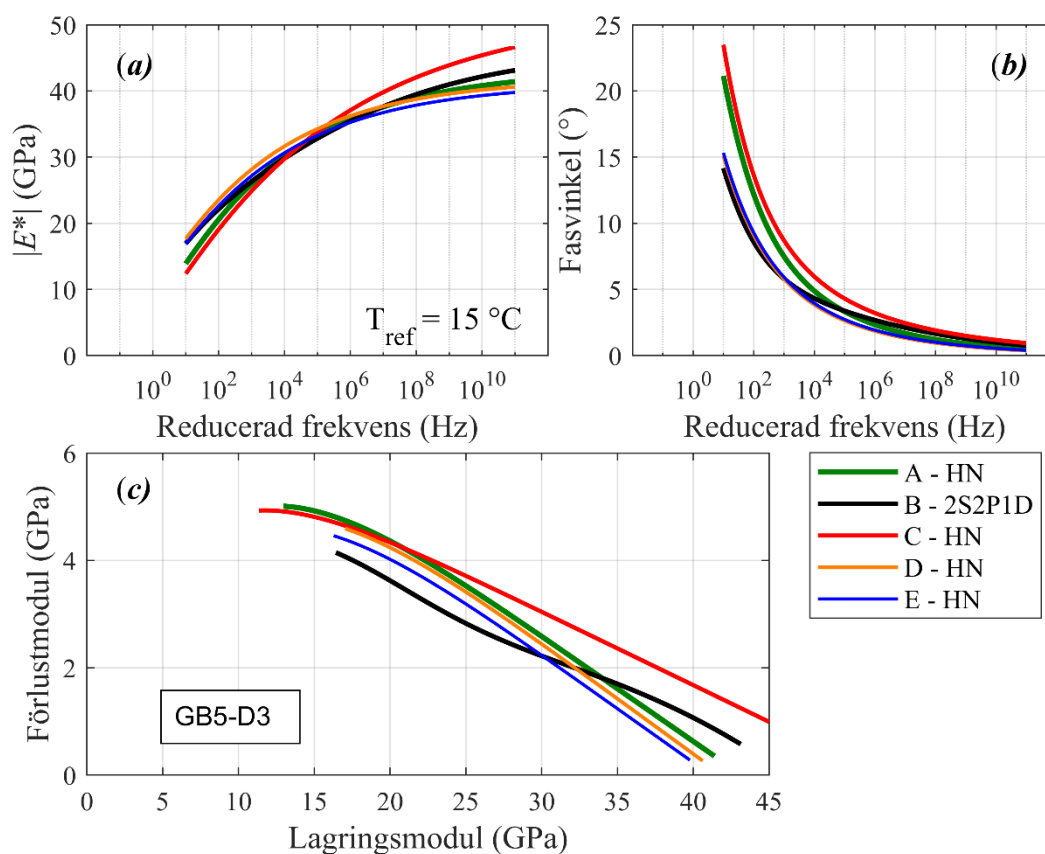 (a)
50
40
30
20
10
0
|E*| (GPa)
T_ref = 15 °C
10^0 10^2 10^4 10^6 10^8 10^10
Reducerad frekvens (Hz)
(b)
25
20
15
10
5
0
Fasvinkel (°)
10^0 10^2 10^4 10^6 10^8 10^10
Reducerad frekvens (Hz)
(c)
6
4
2
0
Förlustmodul (GPa)
GB5-D3
0 5 10 15 20 25 30 35 40 45
Lagringsmodul (GPa)
A - HN
B - 2S2P1D
C - HN
D - HN
E - HN